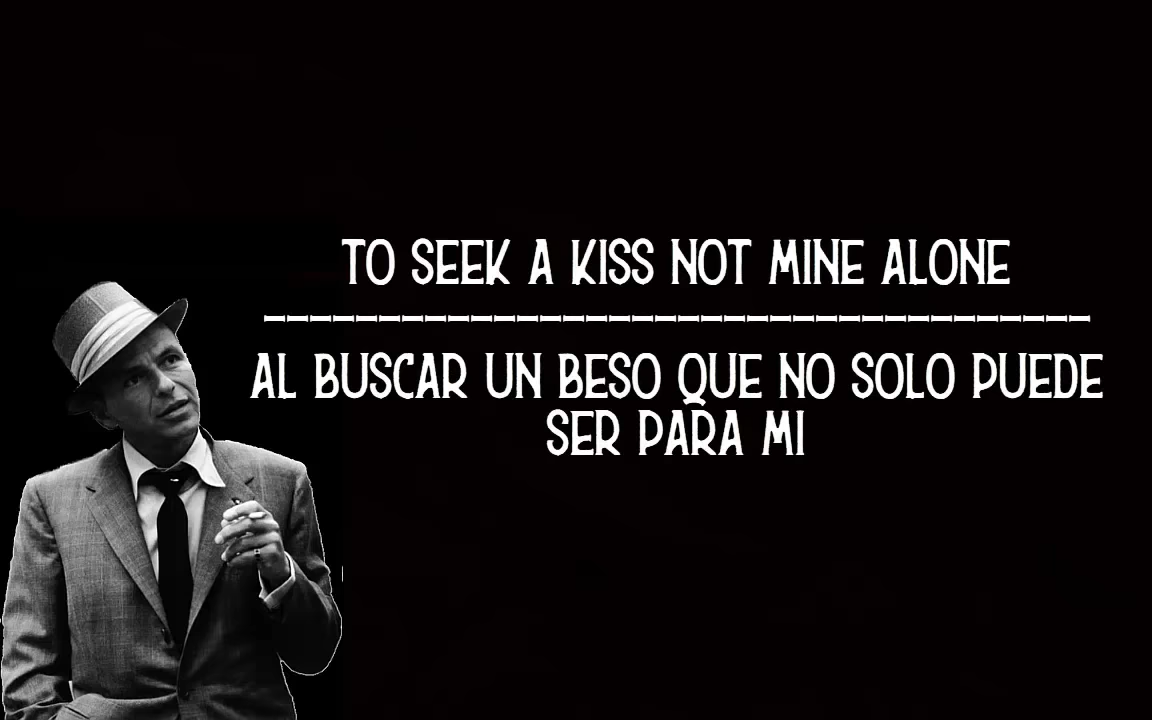 TO SEEK A KISS NOT MINE ALONE
------------------------------------
AL BUSCAR UN BESO QUE NO SOLO PUEDE
SER PARA MI